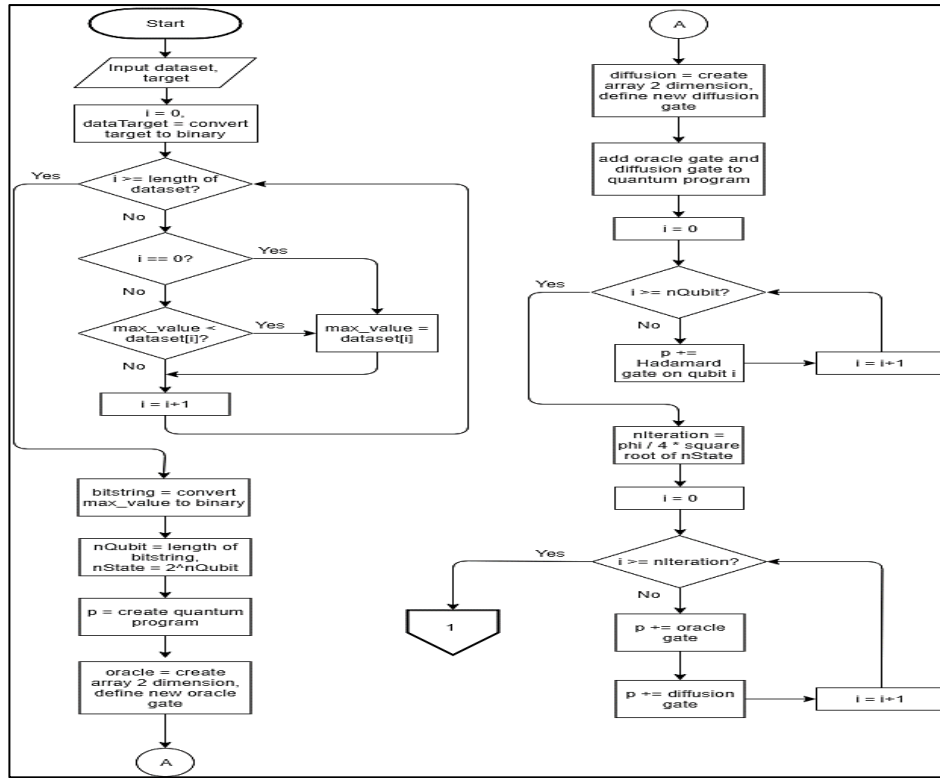 Start
Input dataset,
target
i = 0,
dataTarget = convert
target to binary
Yes
i >= length of
dataset?
No
i == 0?
Yes
No
max_value <
dataset[i]?
Yes
max_value =
dataset[i]
No
i = i+1
bitstring = convert
max_value to binary
nQubit = length of
bitstring,
nState = 2^nQubit
p = create quantum
program
oracle = create
array 2 dimension,
define new oracle
gate
A
A
diffusion = create
array 2 dimension,
define new diffusion
gate
add oracle gate and
diffusion gate to
quantum program
i = 0
Yes
i >= nQubit?
No
p +=
Hadamard
gate on qubit i
i = i+1
nIteration =
phi / 4 * square
root of nState
i = 0
Yes
i >= nIteration?
No
1
p += oracle
gate
p += diffusion
gate
i = i+1